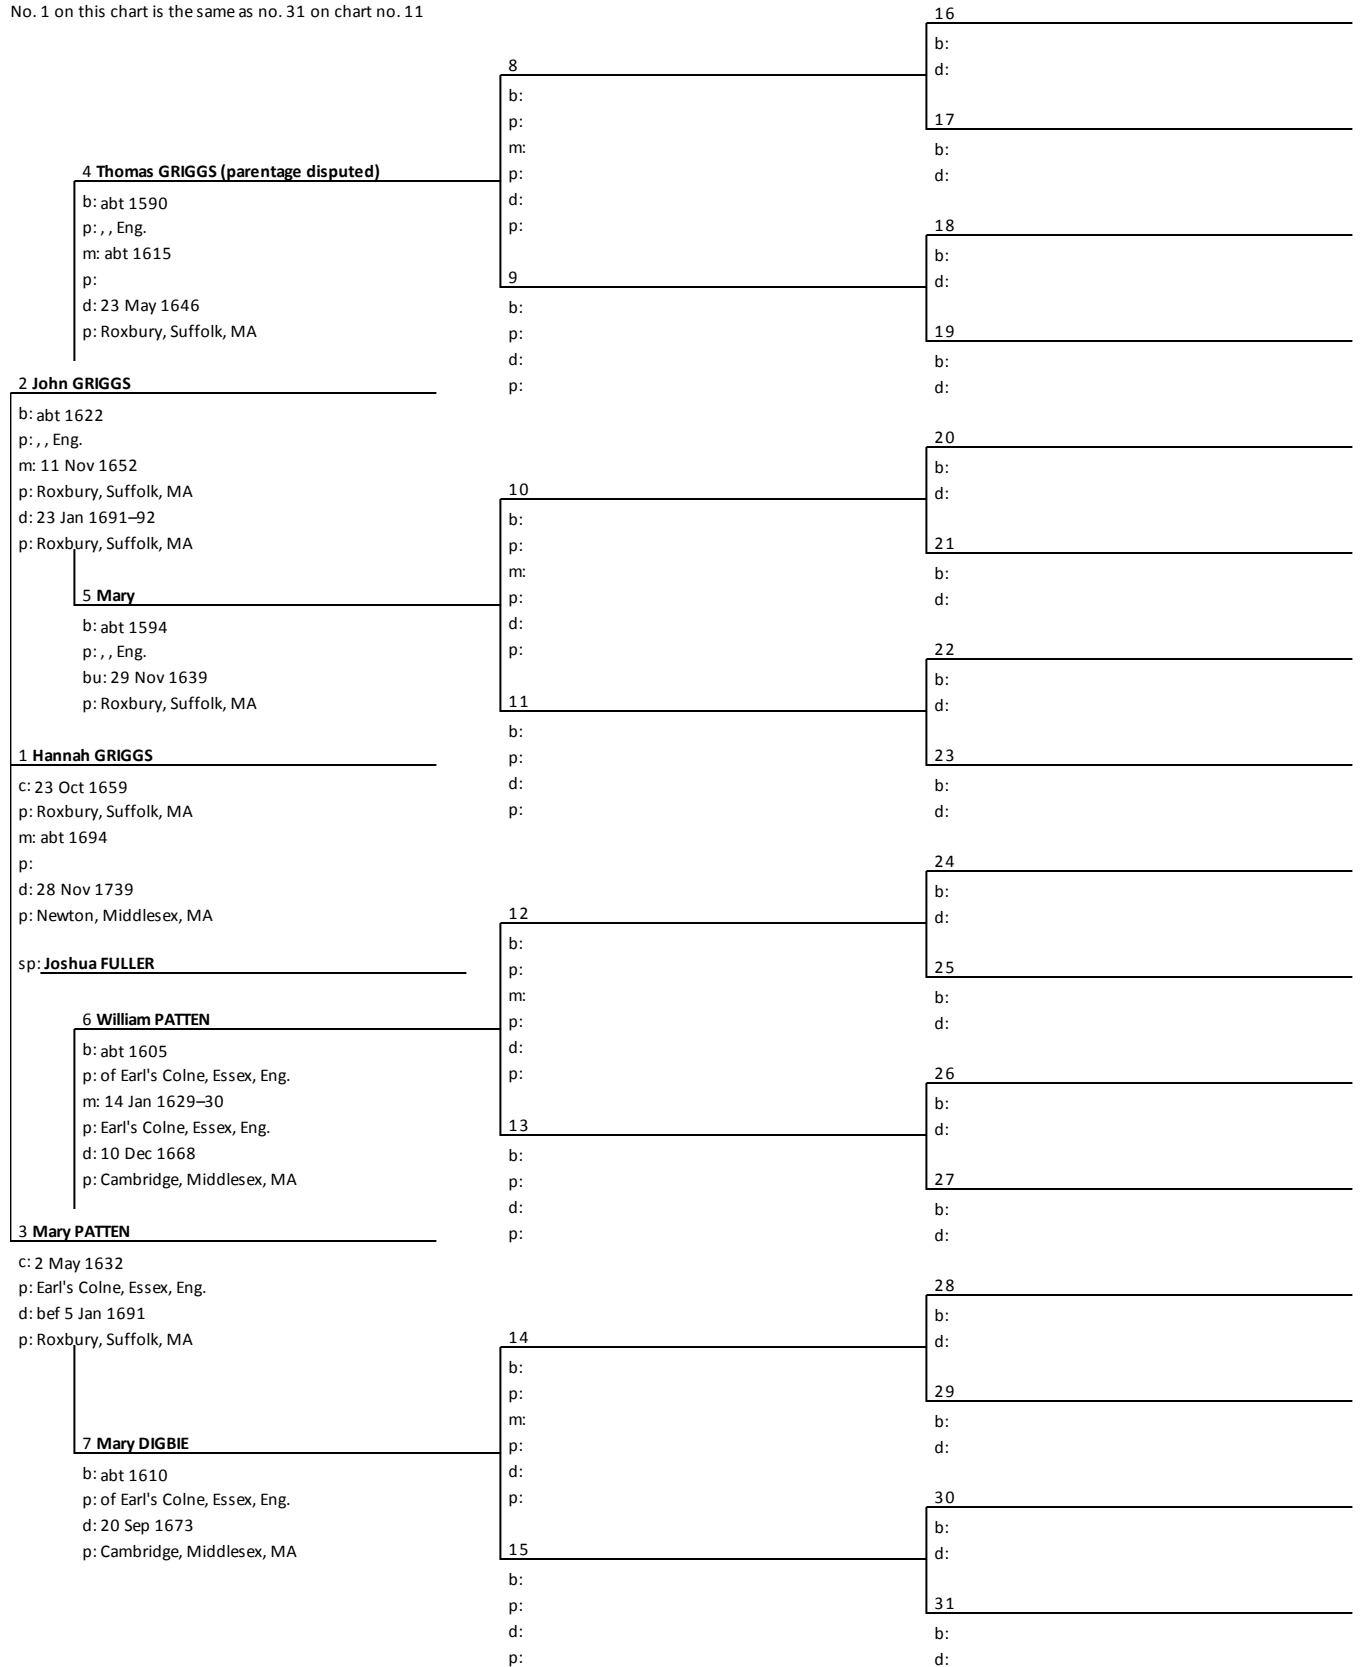 No. 1 on this chart is the same as no. 31 on chart no. 11
4 Thomas GRIGGS (parentage disputed)
b: abt 1590
p: , , Eng.
m: abt 1615
p:
d: 23 May 1646
p: Roxbury, Suffolk, MA
2 John GRIGGS
b: abt 1622
p: , , Eng.
m: 11 Nov 1652
p: Roxbury, Suffolk, MA
d: 23 Jan 1691–92
p: Roxbury, Suffolk, MA
5 Mary
b: abt 1594
p: , , Eng.
bu: 29 Nov 1639
p: Roxbury, Suffolk, MA
1 Hannah GRIGGS
c: 23 Oct 1659
p: Roxbury, Suffolk, MA
m: abt 1694
p:
d: 28 Nov 1739
p: Newton, Middlesex, MA
sp: Joshua FULLER
6 William PATTEN
b: abt 1605
p: of Earl's Colne, Essex, Eng.
m: 14 Jan 1629–30
p: Earl's Colne, Essex, Eng.
d: 10 Dec 1668
p: Cambridge, Middlesex, MA
3 Mary PATTEN
c: 2 May 1632
p: Earl's Colne, Essex, Eng.
d: bef 5 Jan 1691
p: Roxbury, Suffolk, MA
7 Mary DIGBIE
b: abt 1610
p: of Earl's Colne, Essex, Eng.
d: 20 Sep 1673
p: Cambridge, Middlesex, MA
8
b:
p:
m:
p:
d:
p:
9
b:
p:
d:
p:
10
b:
p:
m:
p:
d:
p:
11
b:
p:
d:
p:
12
b:
p:
m:
p:
d:
p:
13
b:
p:
d:
p:
14
b:
p:
m:
p:
d:
p:
15
b:
p:
d:
p:
16
b:
d:
17
b:
d:
18
b:
d:
19
b:
d:
20
b:
d:
21
b:
d:
22
b:
d:
23
b:
d:
24
b:
d:
25
b:
d:
26
b:
d:
27
b:
d:
28
b:
d:
29
b:
d:
30
b:
d:
31
b:
d: